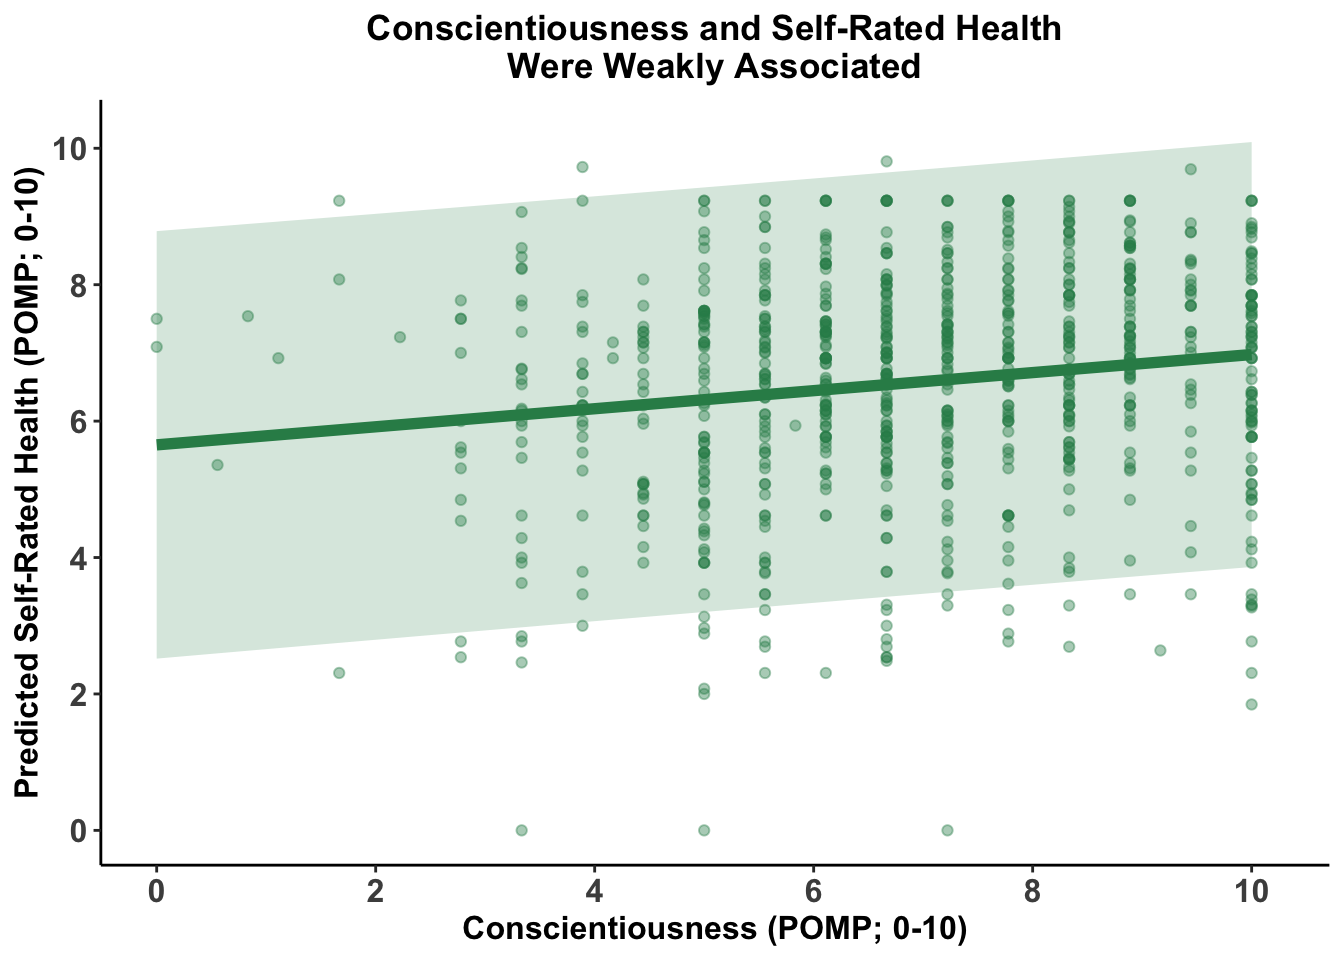 Conscientiousness and Self-Rated Health
Were Weakly Associated
Predicted Self-Rated Health (POMP; 0-10)
10
8
6
4
2
0
0 2 4 6 8 10
Conscientiousness (POMP; 0-10)